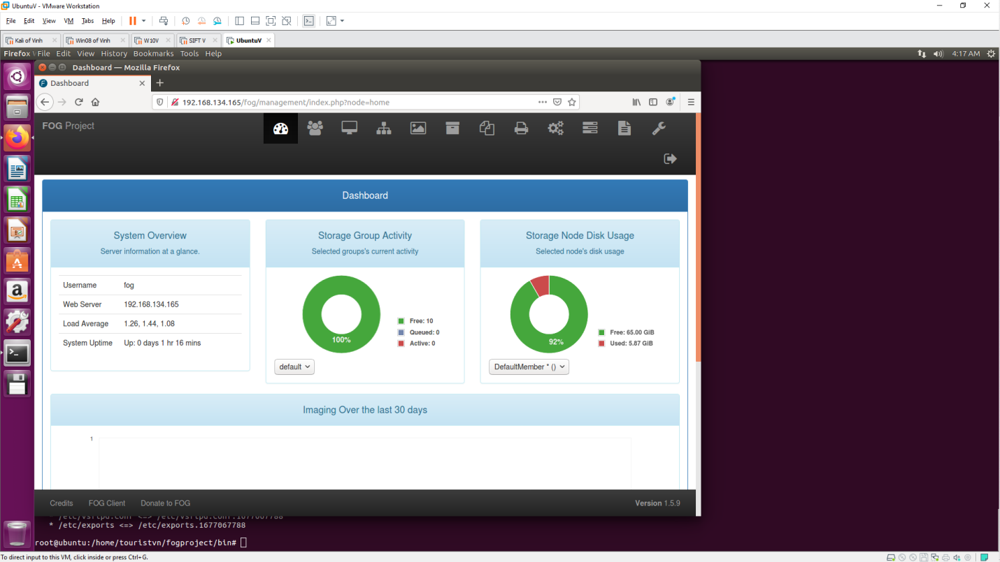 UbuntuV - VMware Workstation
File Edit View VM Tabs Help
Kali of Vinh Win08 of Vinh W10V SIFT V UbuntuV
Firefox File Edit View History Bookmarks Tools Help 4:17 AM
Dashboard — Mozilla Firefox
Dashboard
192.168.134.165/fog/management/index.php?node=home
FOG Project
Dashboard
System Overview
Server information at a glance.
Username fog
Web Server 192.168.134.165
Load Average 1.26, 1.44, 1.08
System Uptime Up: 0 days 1 hr 16 mins
Storage Group Activity
Selected groups's current activity
100%
Free: 10
Queued: 0
Active: 0
default
Storage Node Disk Usage
Selected node's disk usage
92%
Free: 65.00 GiB
Used: 5.87 GiB
DefaultMember * ()
Imaging Over the last 30 days
1
Credits FOG Client Donate to FOG Version 1.5.9
* /etc/vsftpd.conf <=> /etc/vsftpd.conf.1677067788
* /etc/exports <=> /etc/exports.1677067788
root@ubuntu:/home/touristvn/fogproject/bin#
To direct input to this VM, click inside or press Ctrl+G.